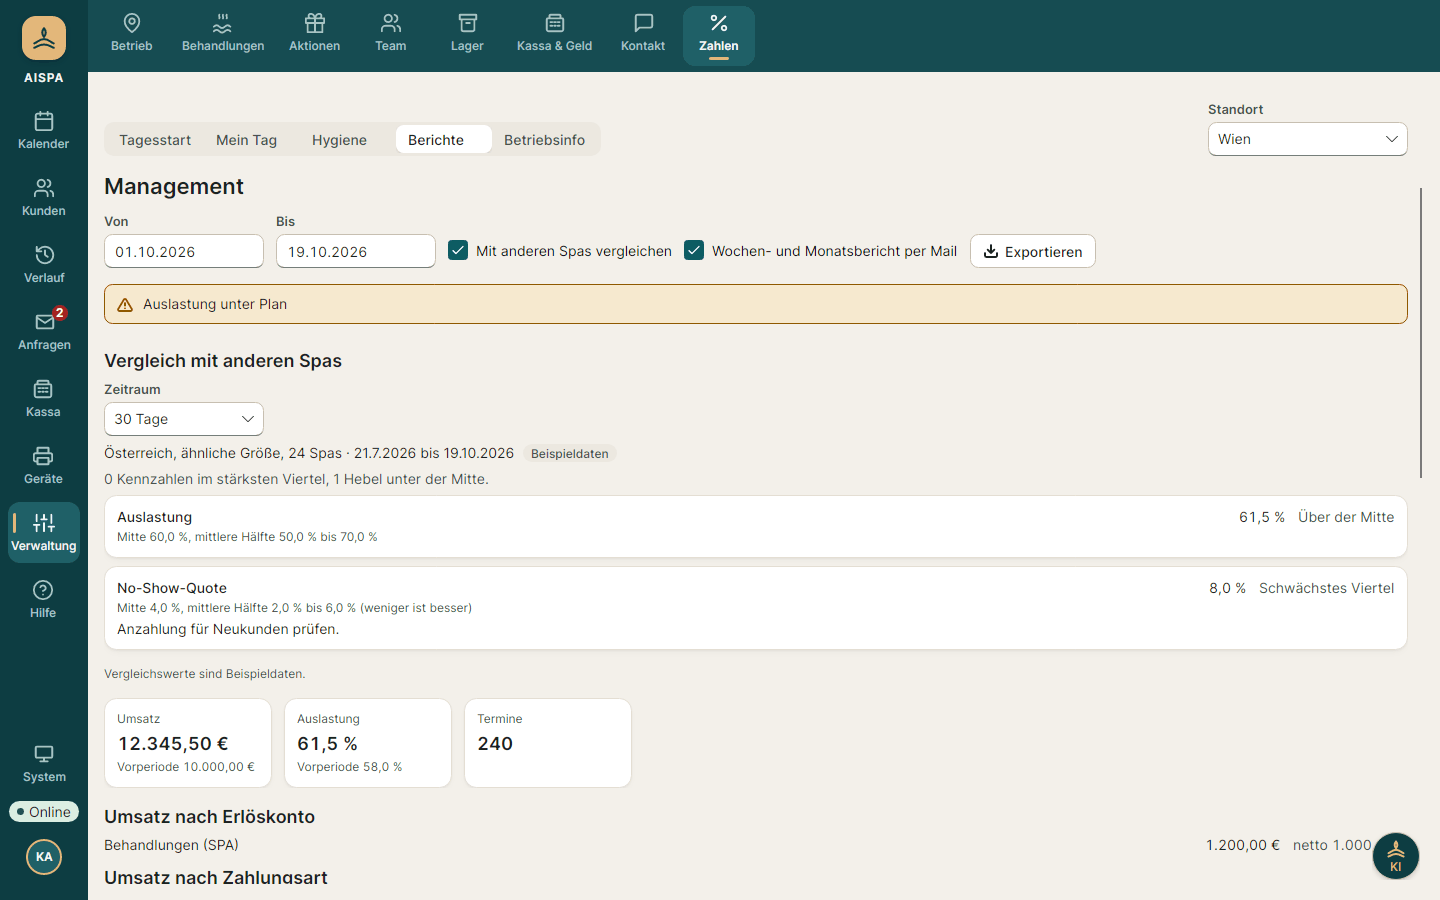 AISPA
Kalender
Kunden
Verlauf
2
Anfragen
Kassa
Geräte
Verwaltung
Hilfe
System
Online
KA
Betrieb
Behandlungen
Aktionen
Team
Lager
Kassa & Geld
Kontakt
Zahlen
Standort
Wien
Tagesstart
Mein Tag
Hygiene
Berichte
Betriebsinfo
Management
Von
Bis
01.10.2026
19.10.2026
Mit anderen Spas vergleichen
Wochen- und Monatsbericht per Mail
Exportieren
Auslastung unter Plan
Vergleich mit anderen Spas
Zeitraum
30 Tage
Österreich, ähnliche Größe, 24 Spas · 21.7.2026 bis 19.10.2026 Beispieldaten
0 Kennzahlen im stärksten Viertel, 1 Hebel unter der Mitte.
Auslastung
61,5 % Über der Mitte
Mitte 60,0 %, mittlere Hälfte 50,0 % bis 70,0 %
No-Show-Quote
8,0 % Schwächstes Viertel
Mitte 4,0 %, mittlere Hälfte 2,0 % bis 6,0 % (weniger ist besser)
Anzahlung für Neukunden prüfen.
Vergleichswerte sind Beispieldaten.
Umsatz
12.345,50 €
Vorperiode 10.000,00 €
Auslastung
61,5 %
Vorperiode 58,0 %
Termine
240
Umsatz nach Erlöskonto
Behandlungen (SPA)
1.200,00 € netto 1.000
Umsatz nach Zahlungsart
KI